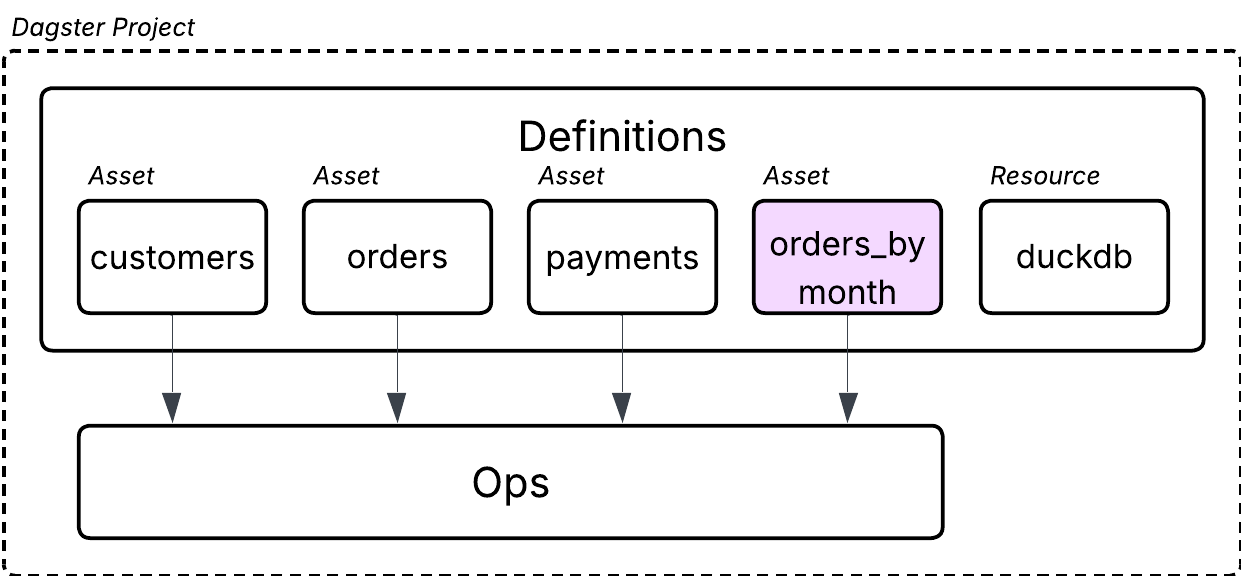 Dagster Project
Definitions
Asset
Asset
Asset
Asset
Resource
customers
orders
payments
orders_by
month
duckdb
Ops